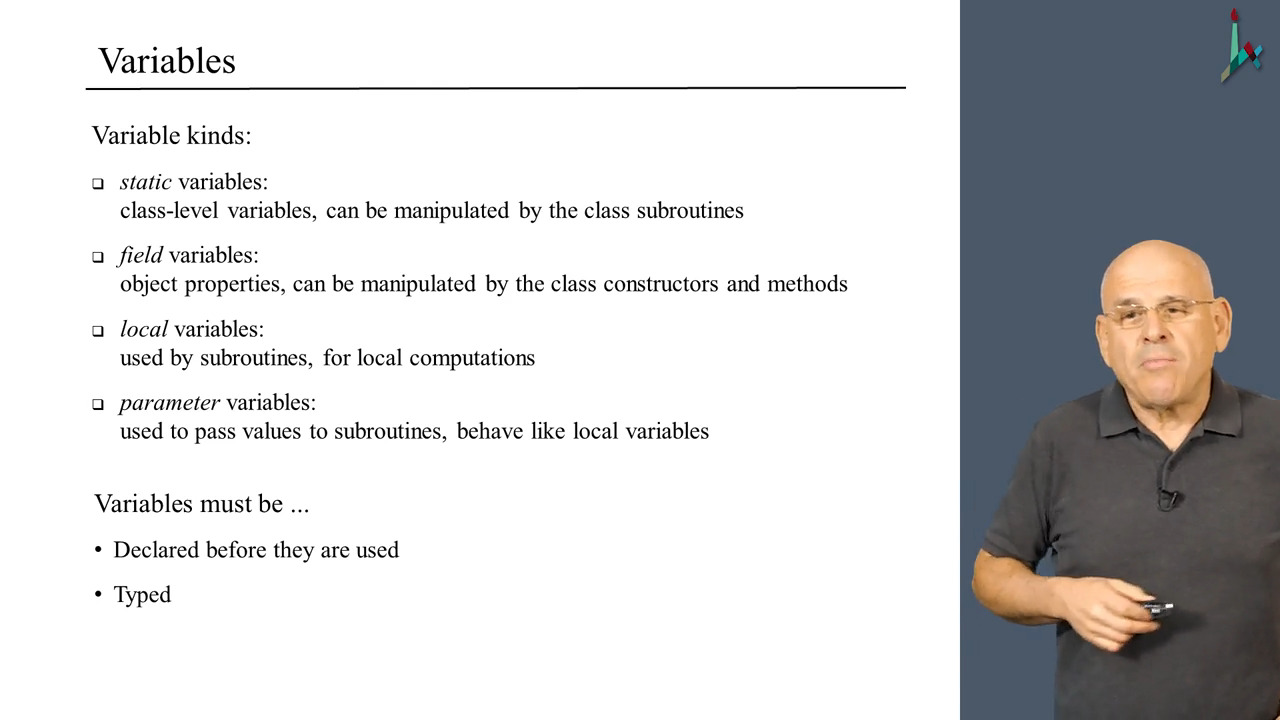 Variables
Variable kinds:
❑ static variables:
class-level variables, can be manipulated by the class subroutines
❑ field variables:
object properties, can be manipulated by the class constructors and methods
❑ local variables:
used by subroutines, for local computations
❑ parameter variables:
used to pass values to subroutines, behave like local variables
Variables must be ...
• Declared before they are used
• Typed